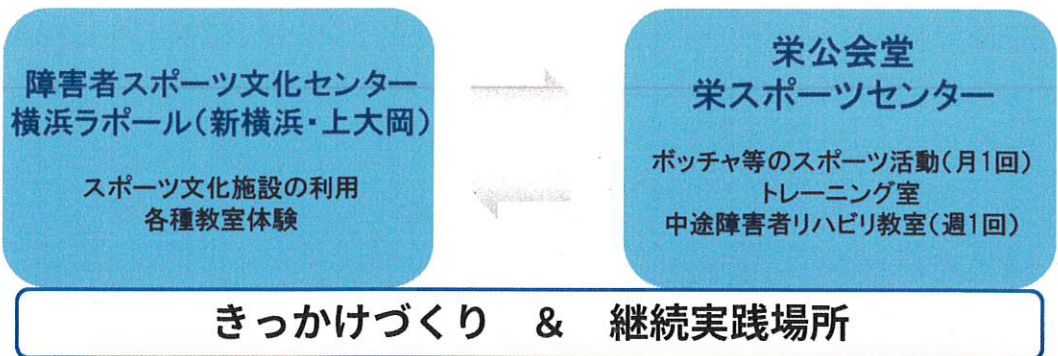 障害者スポーツ文化センター
横浜ラポール(新横浜・上大岡)
スポーツ文化施設の利用
各種教室体験
栄公会堂
栄スポーツセンター
ボッチャ等のスポーツ活動(月1回)
トレーニング室
中途障害者リハビリ教室(週1回)
きっかけづくり & 継続実践場所